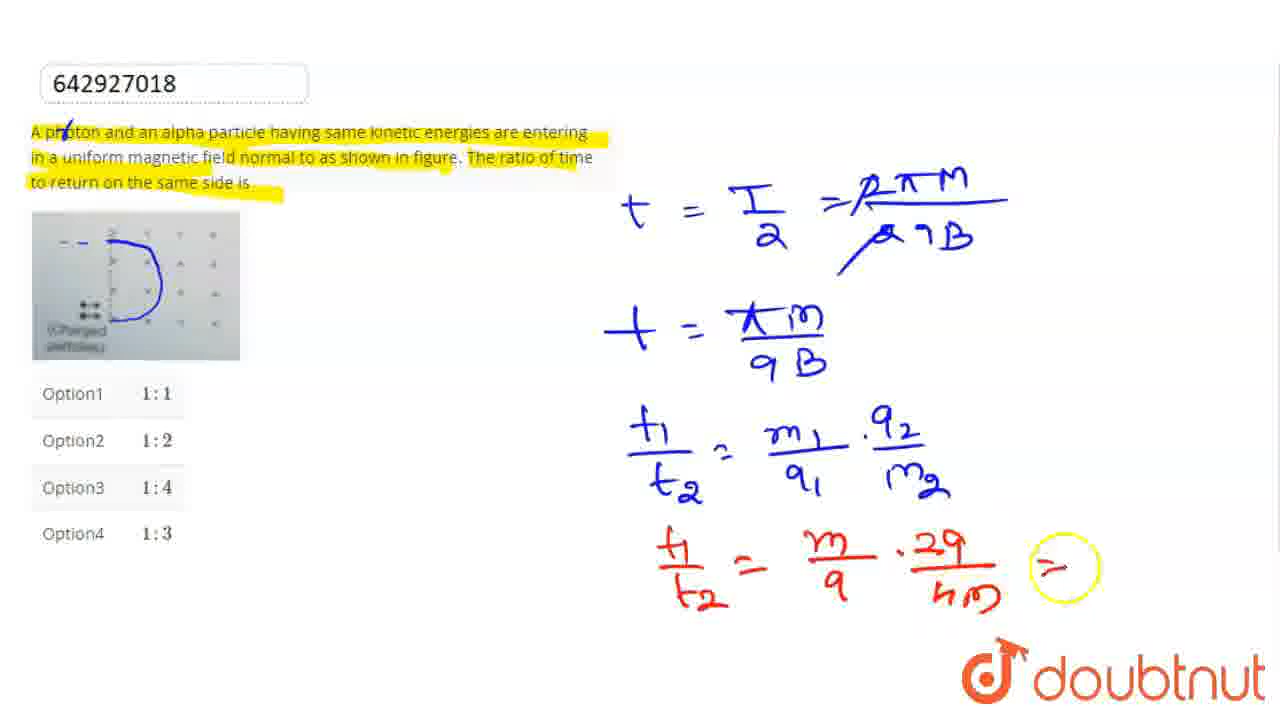 642927018
A photon and an alpha particle having same kinetic energies are entering
in a uniform magnetic field normal to as shown in figure. The ratio of time
to return on the same side is
(Charged
particles)
Option1 1 : 1
Option2 1 : 2
Option3 1 : 4
Option4 1 : 3
t = T/2 = 2πm/2qB
t = πm/qB
t1/t2 = m1/q1 . q2/m2
t1/t2 = m/q . 2q/4m =
doubtnut